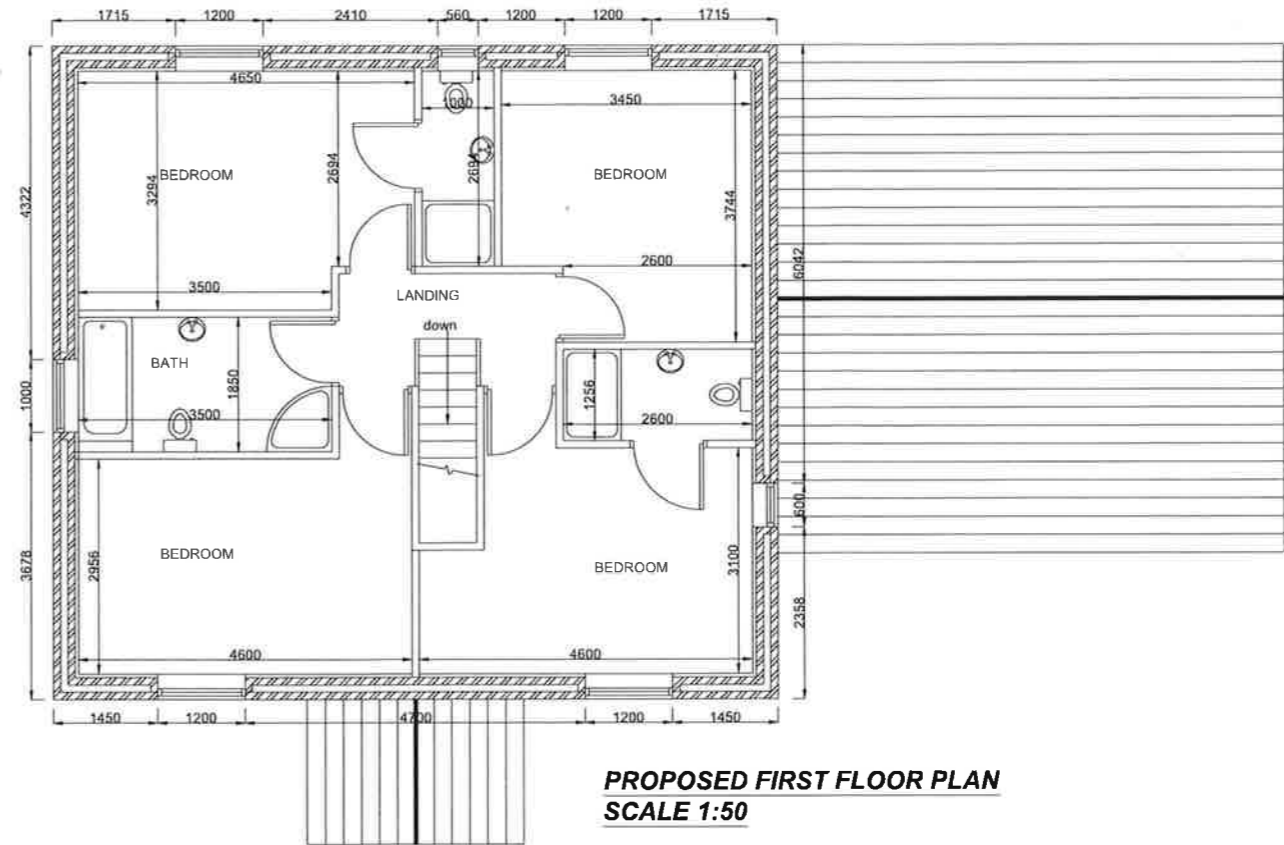 1715 1200 2410 560 1200 1200 1715
4650
1000
3450
BEDROOM
BEDROOM
3294
2694
2694
3744
4322
6042
3500
2600
LANDING
down
BATH
1850
1256
1000
3500
2600
600
BEDROOM
BEDROOM
2956
3100
3678
2358
4600
4600
1450 1200 4700 1200 1450
PROPOSED FIRST FLOOR PLAN
SCALE 1:50